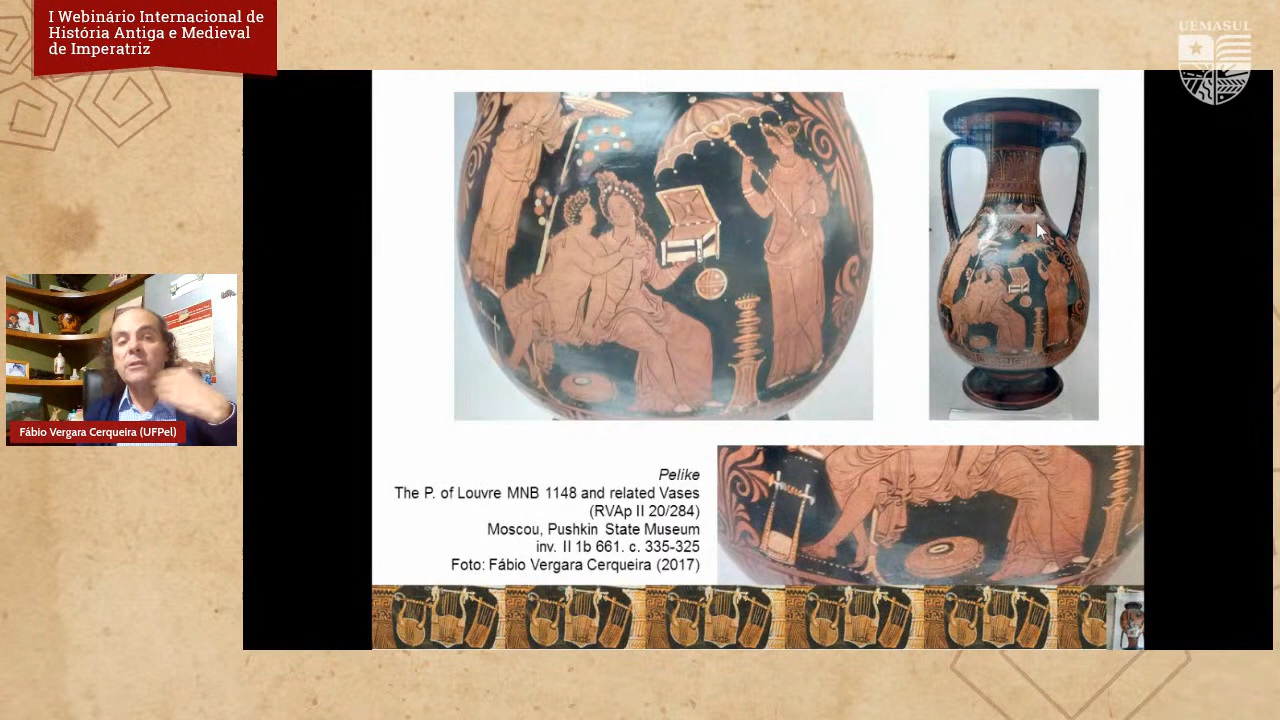 I Webinário Internacional de
História Antiga e Medieval
de Imperatriz
UEMASUL
Fábio Vergara Cerqueira (UFPel)
Pelike
The P. of Louvre MNB 1148 and related Vases
(RVAp II 20/284)
Moscou, Pushkin State Museum
inv. II 1b 661. c. 335-325
Foto: Fábio Vergara Cerqueira (2017)